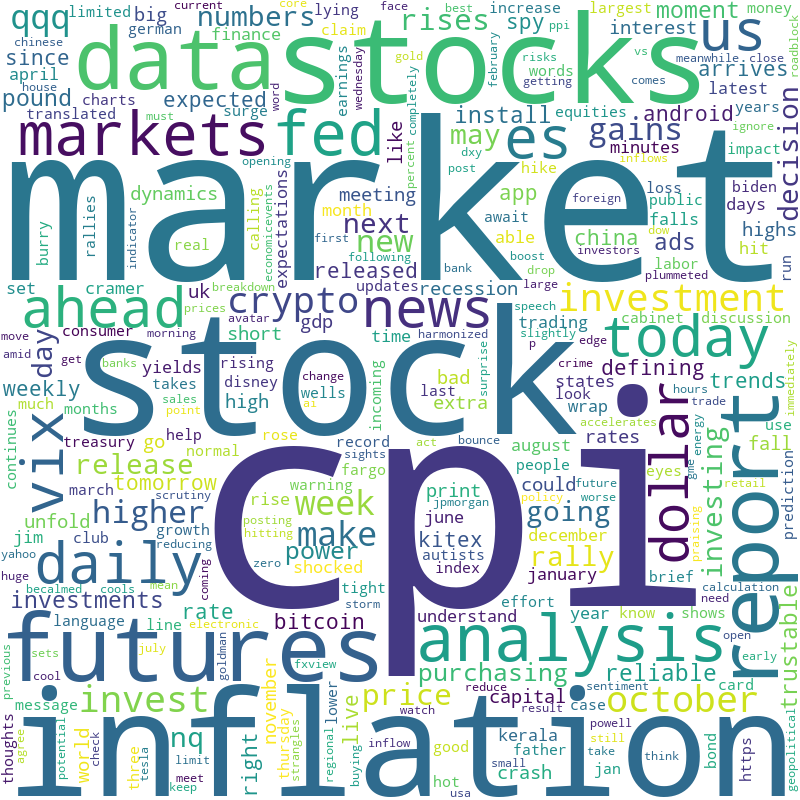 qqq
limited
current
big
numbers
german
since
finance
lying
april
house
pound
charts
expected
translated
surge
claim
word
data
stocks
core
face
spy
rises
earnings
wednesday
completely
best
gold
vs
words
february
increase
ppi
risks
comes
getting
moment
interest
us
largest
money
chinese
meanwhile
close
arrives
latest
equities
years
roadblock
markets
fed
like
percent
dxy
opening
post
may
es
install
must
gains
android
minutes
inflows
hike
ignore
impact
decision
market
burry
rallies
indicator
dynamics
real
calling
economicevents
expectations
meeting
month
first
following
next
new
app
await
able
bank
boost
drop
large
foreign
investors
china
falls
loss
dow
biden
public
days
labor
plummeted
ads
hit
highs
run
set
cramer
released
updates
prices
breakdown
recession
speech
ahead
uk
crypto
news
investment
move
amid
consumer
morning
avatar
gdp
short
time
harmonized
slightly
p
trading
edge
cabinet
discussion
today
day
get
yields
rising
change
incoming
surprise
states
crime
defining
accelerates
trends
immediately
weekly
banks
takes
disney
wells
ai
last
bad
look
wrap
hours
trade
use
much
sales
high
extra
rates
gme
energy
fall
continues
months
point
stock
vix
treasury
go
help
rose
record
sights
act
bounce
august
people
dollar
eyes
vs
retail
prediction
release
normal
fargo
warning
print
could
future
worse
tomorrow
march
scrutiny
rise
week
jpmorgan
policy
going
investing
report
unfold
growth
posting
hitting
june
december
praising
jim
club
reducing
zero
make
kitex
rally
yahoo
higher
power
autists
january
brief
huge
daily
mean
shocked
index
calculation
becalmed
cools
coming
tight
effort
know
shows
need
investments
rate
storm
understand
year
cpi
language
line
electronic
bitcoin
open
early
trustable
previous
sets
cool
july
goldman
fxview
futures
analysis
purchasing
reliable
message
invest
november
thursday
strangles
regional
lower
live
price
reduce
capital
case
card
october
thoughts
agree
potential
world
check
three
tesla
nq
limit
right
buying
inflow
watch
good
result
sentiment
kerala
father
still
powell
take
bond
https
geopolitical
meet
keep
usa
hot
small
crash
jan
think
inflation